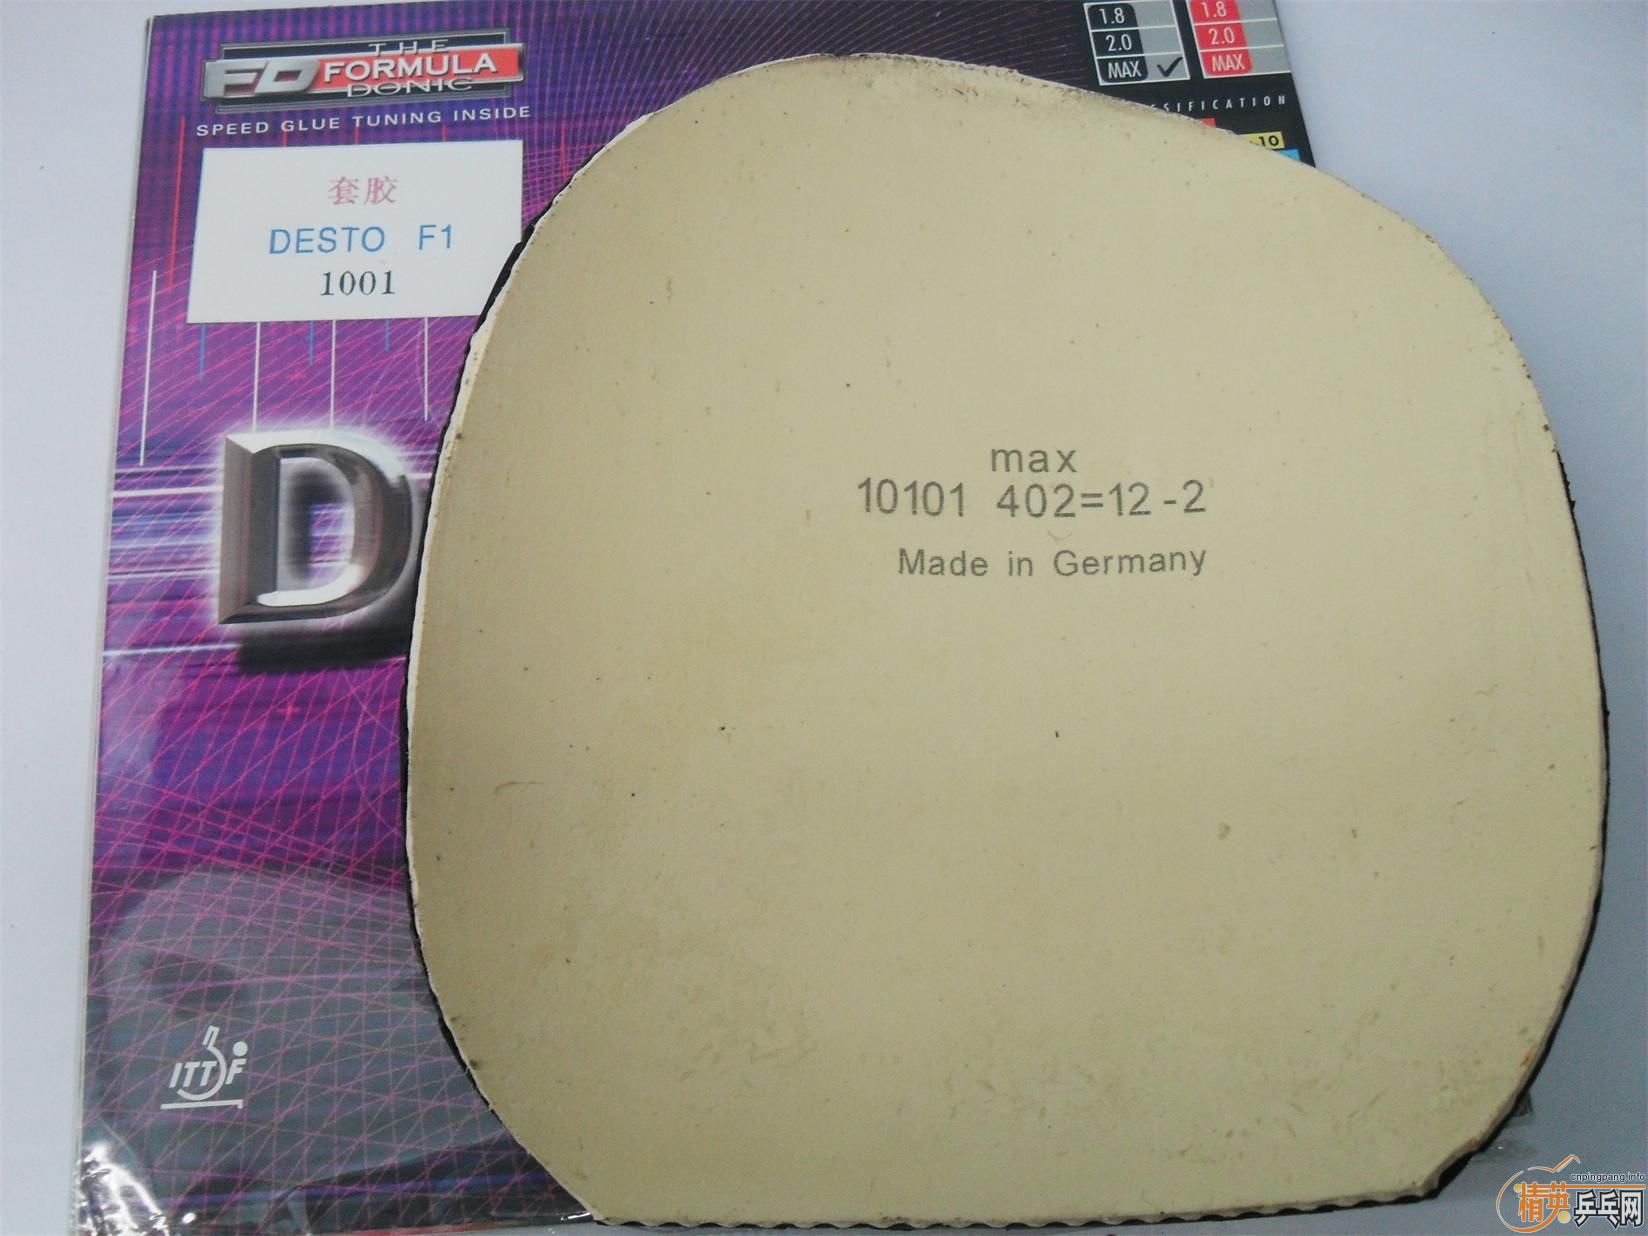 THE
FD FORMULA
DONIC
SPEED GLUE TUNING INSIDE
套胶
DESTO F1
1001
1.8
2.0
MAX
1.8
2.0
MAX
10
D
max
10101 402=12-2
Made in Germany
ITTF
cnpingpang.info
精英乒乓网